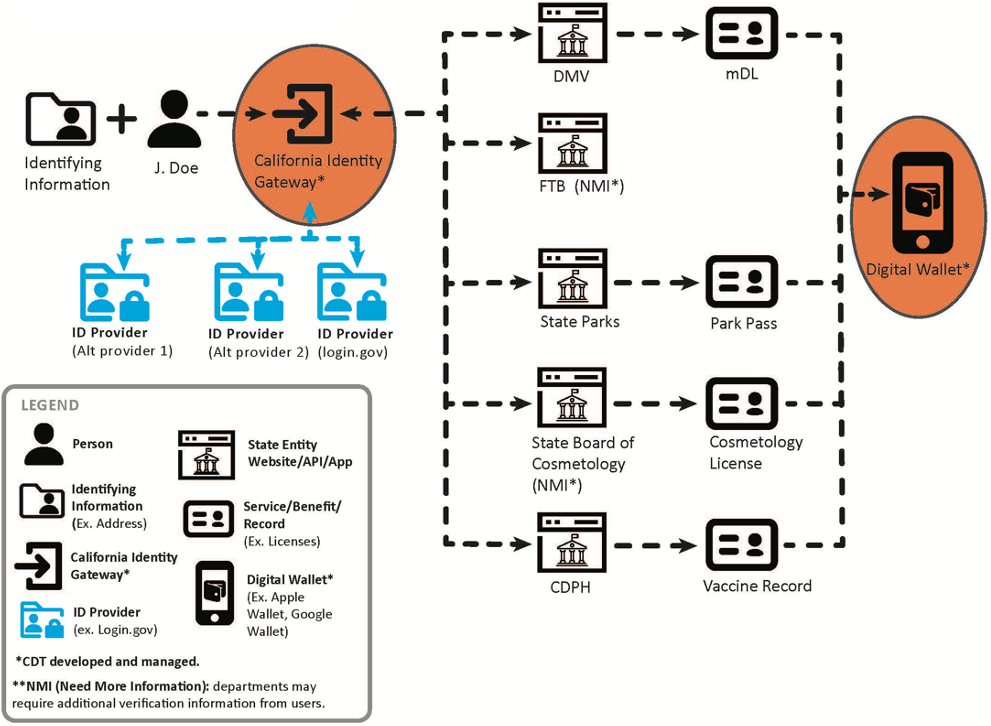 DMV
mDL
Identifying
Information
J. Doe
California Identity
Gateway*
FTB (NMI*)
Digital Wallet*
State Parks
Park Pass
ID Provider
(Alt provider 1)
ID Provider
(Alt provider 2)
ID Provider
(login.gov)
State Board of
Cosmetology
(NMI*)
Cosmetology
License
CDPH
Vaccine Record
LEGEND
Person
State Entity
Website/API/App
Identifying
Information
(Ex. Address)
Service/Benefit/
Record
(Ex. Licenses)
California Identity
Gateway*
Digital Wallet*
(Ex. Apple
Wallet, Google
Wallet)
ID Provider
(ex. Login.gov)
*CDT developed and managed.
**NMI (Need More Information): departments may
require additional verification information from users.